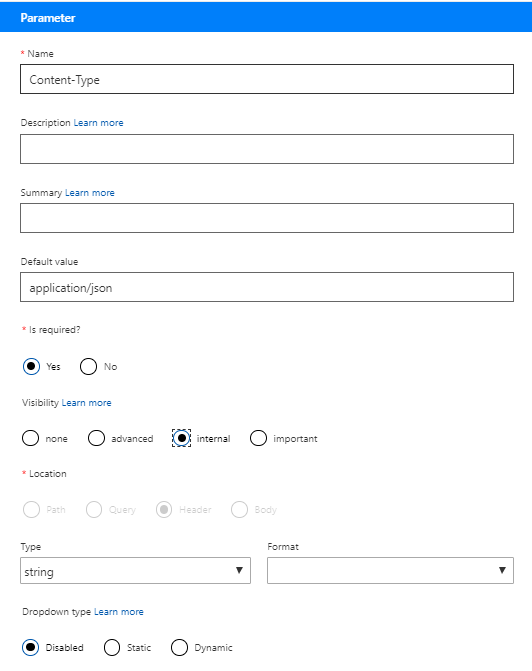 Parameter
* Name
Content-Type
Description Learn more
Summary Learn more
Default value
application/json
* Is required?
Yes No
Visibility Learn more
none advanced internal important
* Location
Path Query Header Body
Type Format
string
Dropdown type Learn more
Disabled Static Dynamic